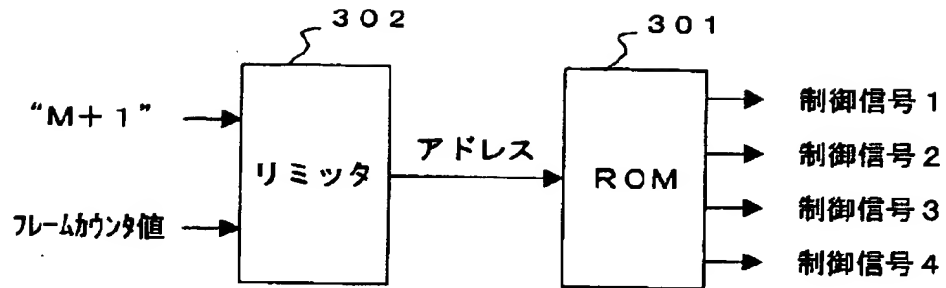 302
301
“M+1”
フレームカウンタ値
リミッタ
アドレス
ROM
制御信号1
制御信号2
制御信号3
制御信号4